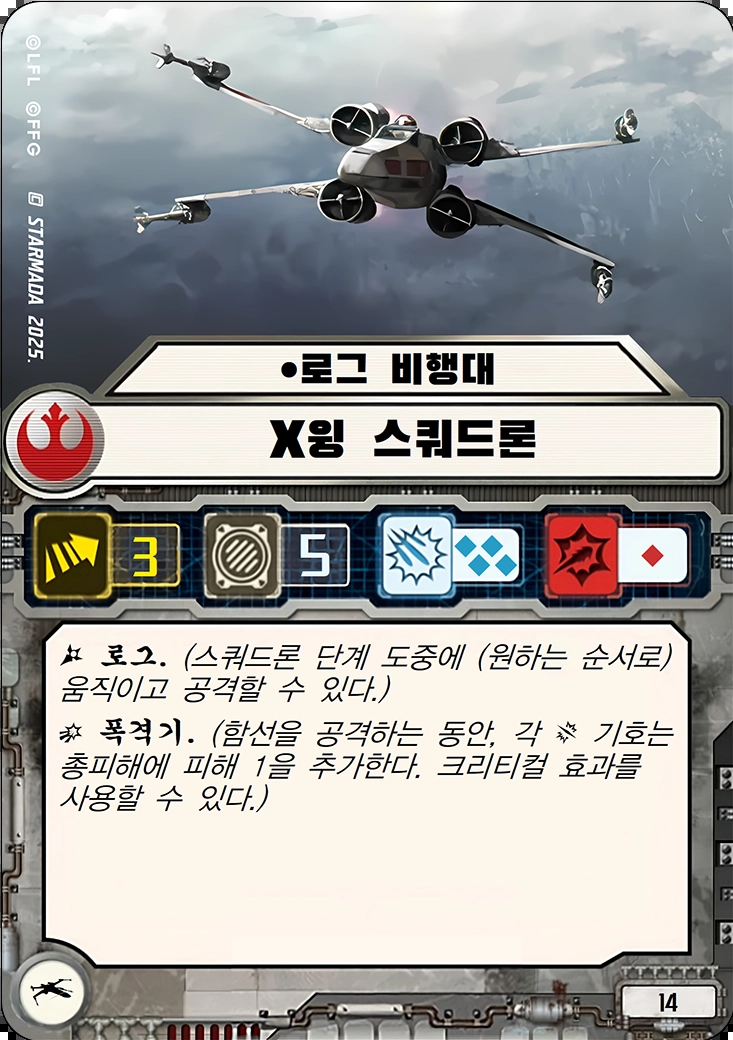 ©LFL ©FFG © STARMADA 2025.
•로그 비행대
X윙 스쿼드론
3 5
로그. (스쿼드론 단계 도중에 (원하는 순서로)
움직이고 공격할 수 있다.)
폭격기. (함선을 공격하는 동안, 각 기호는
총피해에 피해 1을 추가한다. 크리티컬 효과를
사용할 수 있다.)
14